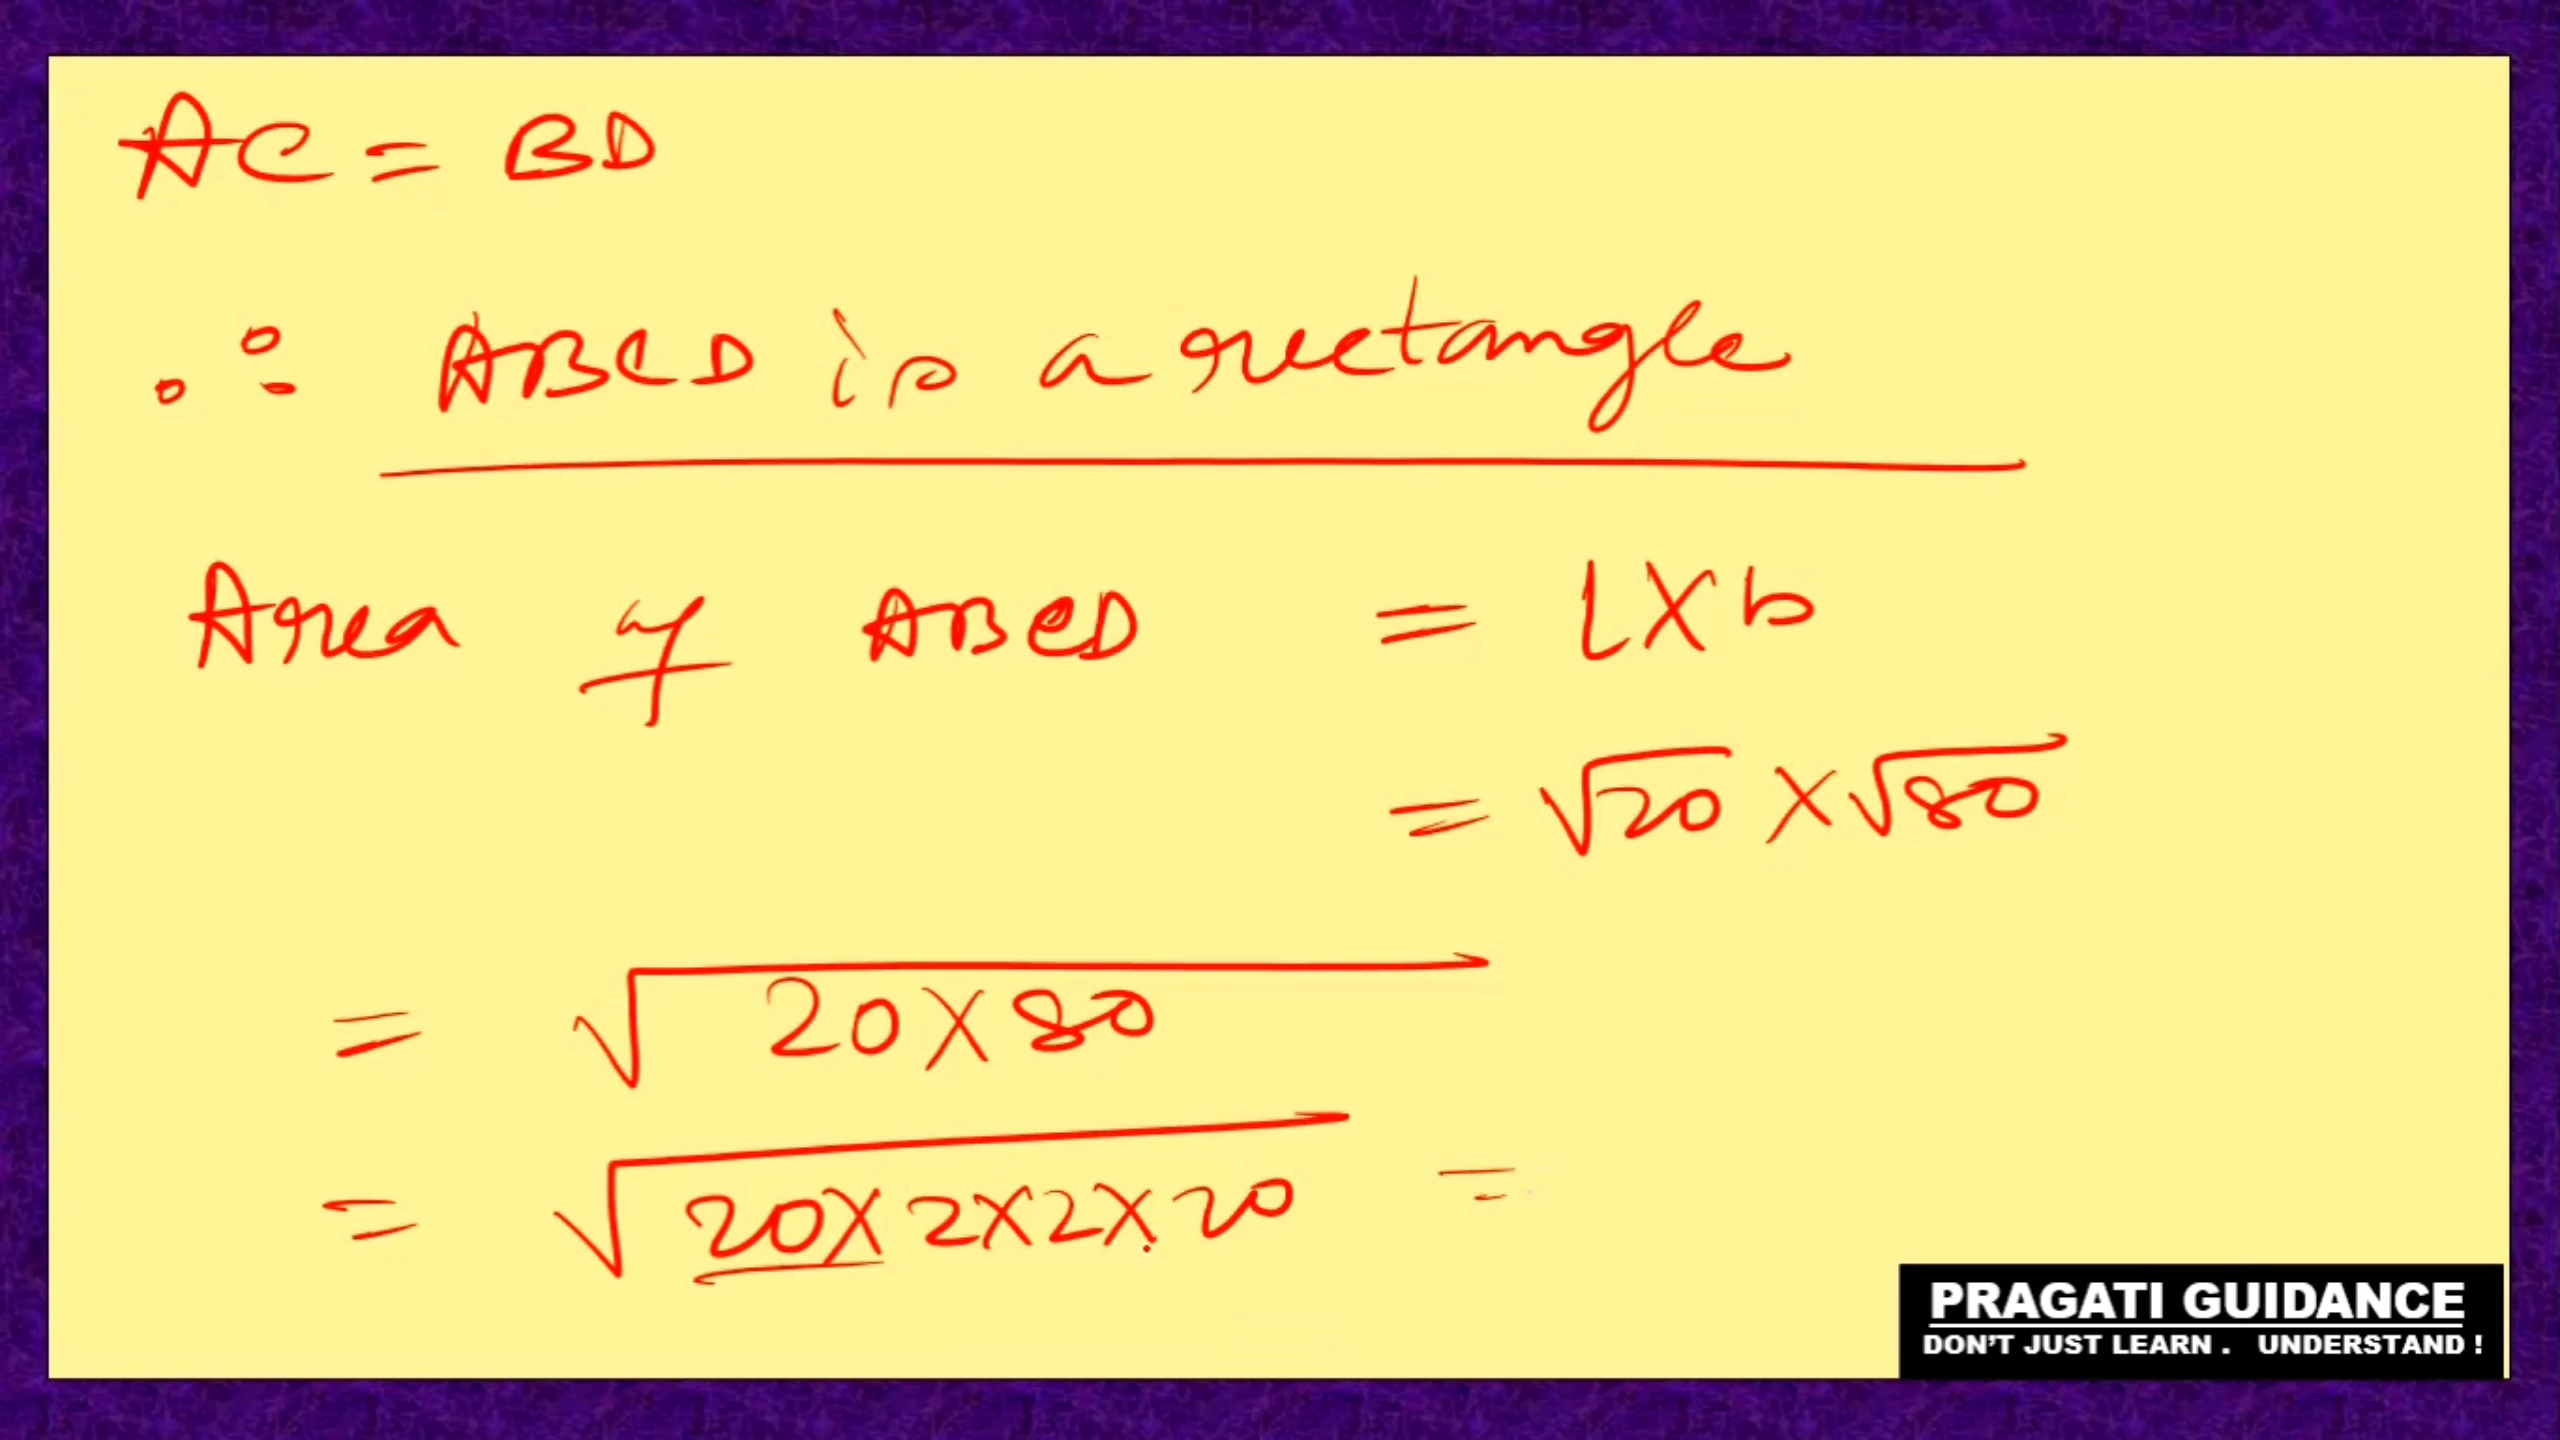 AC = BD
∴ ABCD is a rectangle
Area of ABCD = l X b
= √20 X √80
= √20 X 80
= √20 X 2 X 2 X 20 =
PRAGATI GUIDANCE
DON'T JUST LEARN . UNDERSTAND !